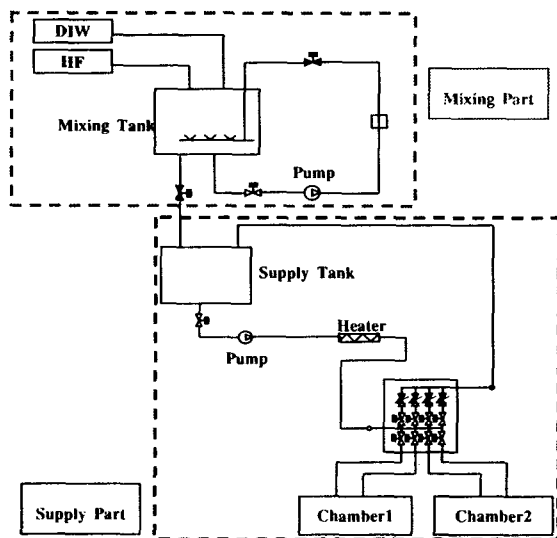 DIW
HF
Mixing Tank
Mixing Part
Pump
Supply Tank
Heater
Pump
Supply Part
Chamber1
Chamber2